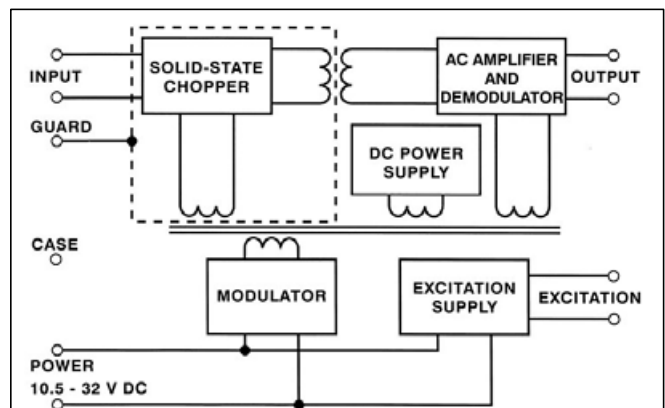 INPUT
SOLID-STATE
CHOPPER
AC AMPLIFIER
AND
DEMODULATOR
OUTPUT
GUARD
DC POWER
SUPPLY
CASE
MODULATOR
EXCITATION
SUPPLY
EXCITATION
POWER
10.5 - 32 V DC